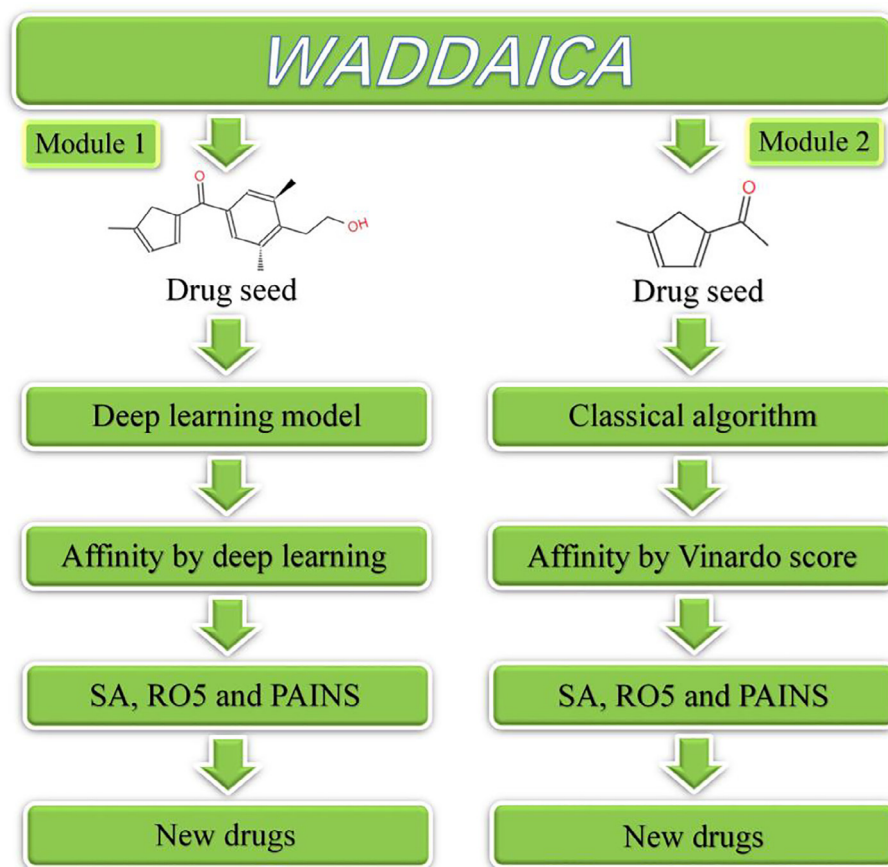 WADDAICA
Module 1
Module 2
O
OH
Drug seed
O
Drug seed
Deep learning model
Classical algorithm
Affinity by deep learning
Affinity by Vinardo score
SA, RO5 and PAINS
SA, RO5 and PAINS
New drugs
New drugs